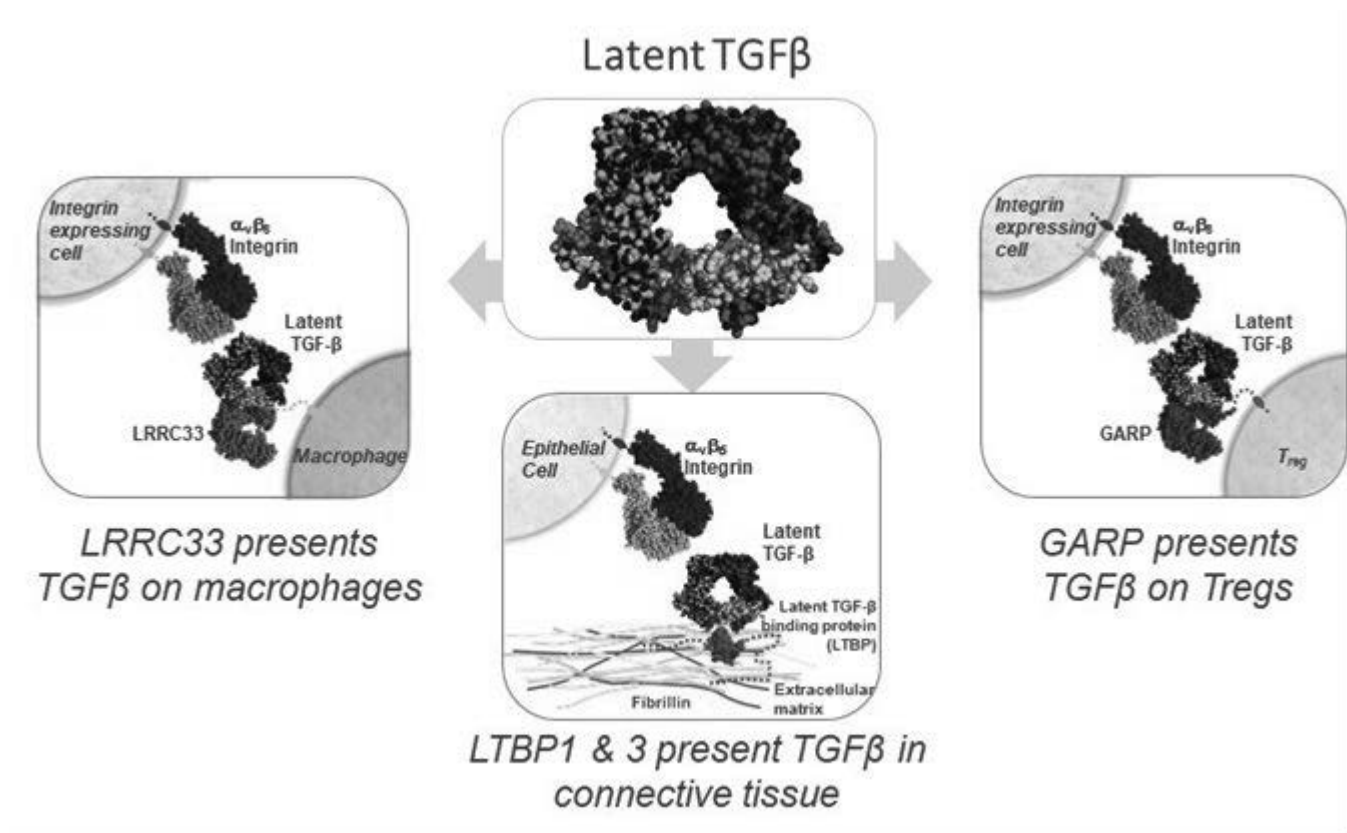 Latent TGFβ
Integrin
expressing
cell
αvβ8
Integrin
Latent
TGF-β
LRRC33
Macrophage
LRRC33 presents
TGFβ on macrophages
Epithelial
Cell
αvβ6
Integrin
Latent
TGF-β
Latent TGF-β
binding protein
(LTBP)
Extracellular
matrix
Fibrillin
LTBP1 & 3 present TGFβ in
connective tissue
Integrin
expressing
cell
αvβ8
Integrin
Latent
TGF-β
GARP
Treg
GARP presents
TGFβ on Tregs